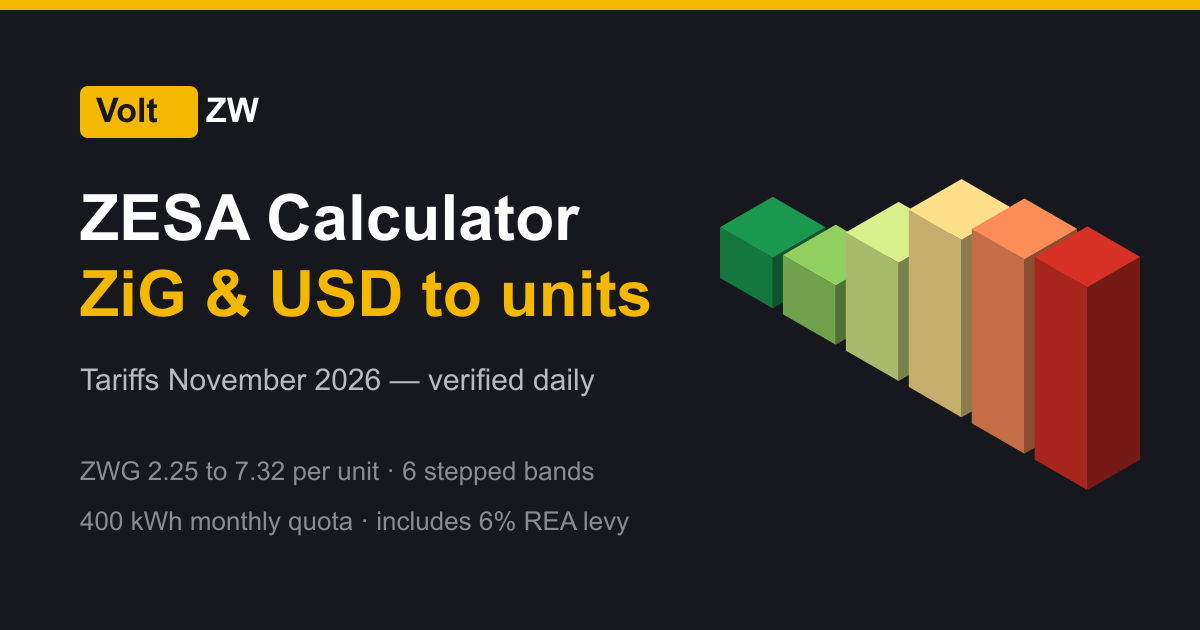 Volt ZW
ZESA Calculator
ZiG & USD to units
Tariffs November 2026 — verified daily
ZWG 2.25 to 7.32 per unit · 6 stepped bands
400 kWh monthly quota · includes 6% REA levy